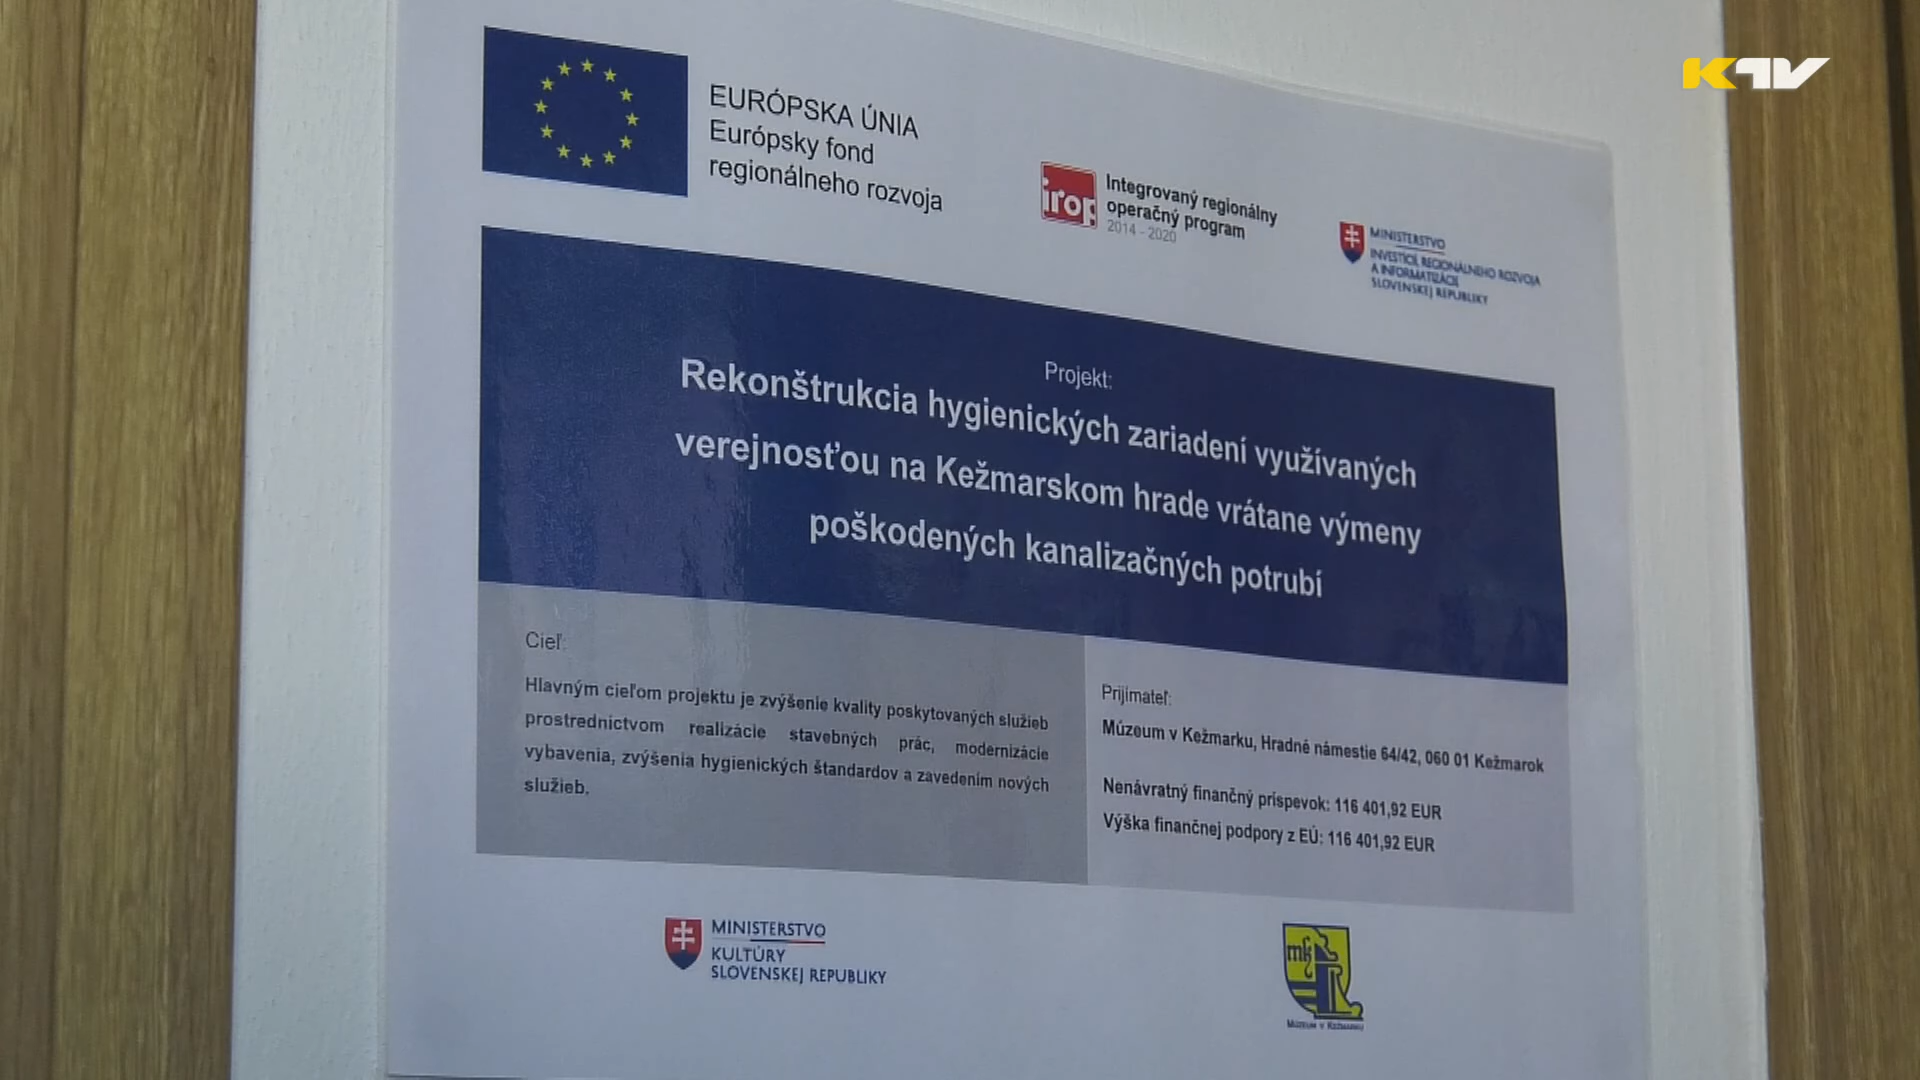 KTV
EURÓPSKA ÚNIA
Európsky fond
regionálneho rozvoja
irop
Integrovaný regionálny
operačný program
2014 - 2020
MINISTERSTVO
INVESTÍCIÍ, REGIONÁLNEHO ROZVOJA
A INFORMATIZÁCIE
SLOVENSKEJ REPUBLIKY
Projekt:
Rekonštrukcia hygienických zariadení využívaných
verejnosťou na Kežmarskom hrade vrátane výmeny
poškodených kanalizačných potrubí
Cieľ:
Hlavným cieľom projektu je zvýšenie kvality poskytovaných služieb
prostredníctvom realizácie stavebných prác, modernizácie
vybavenia, zvýšenia hygienických štandardov a zavedením nových
služieb.
Prijímateľ:
Múzeum v Kežmarku, Hradné námestie 64/42, 060 01 Kežmarok
Nenávratný finančný príspevok: 116 401,92 EUR
Výška finančnej podpory z EÚ: 116 401,92 EUR
MINISTERSTVO
KULTÚRY
SLOVENSKEJ REPUBLIKY
mk
MÚZEUM V KEŽMARKU